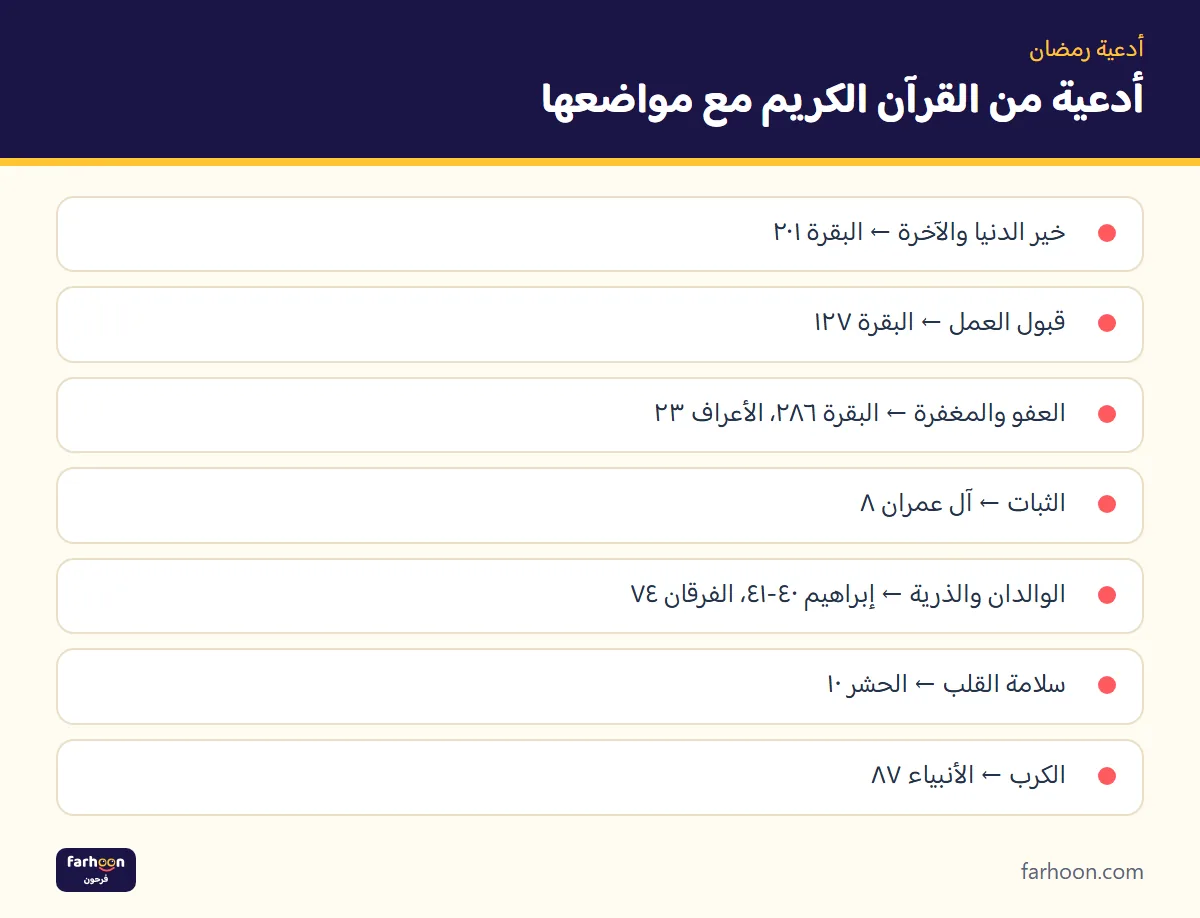 أدعية رمضان
أدعية من القرآن الكريم مع مواضعها
خير الدنيا والآخرة ← البقرة ٢٠١
قبول العمل ← البقرة ١٢٧
العفو والمغفرة ← البقرة ٢٨٦، الأعراف ٢٣
الثبات ← آل عمران ٨
الوالدان والذرية ← إبراهيم ٤٠-٤١، الفرقان ٧٤
سلامة القلب ← الحشر ١٠
الكرب ← الأنبياء ٨٧
farhoon.com
farhoon
فرحون